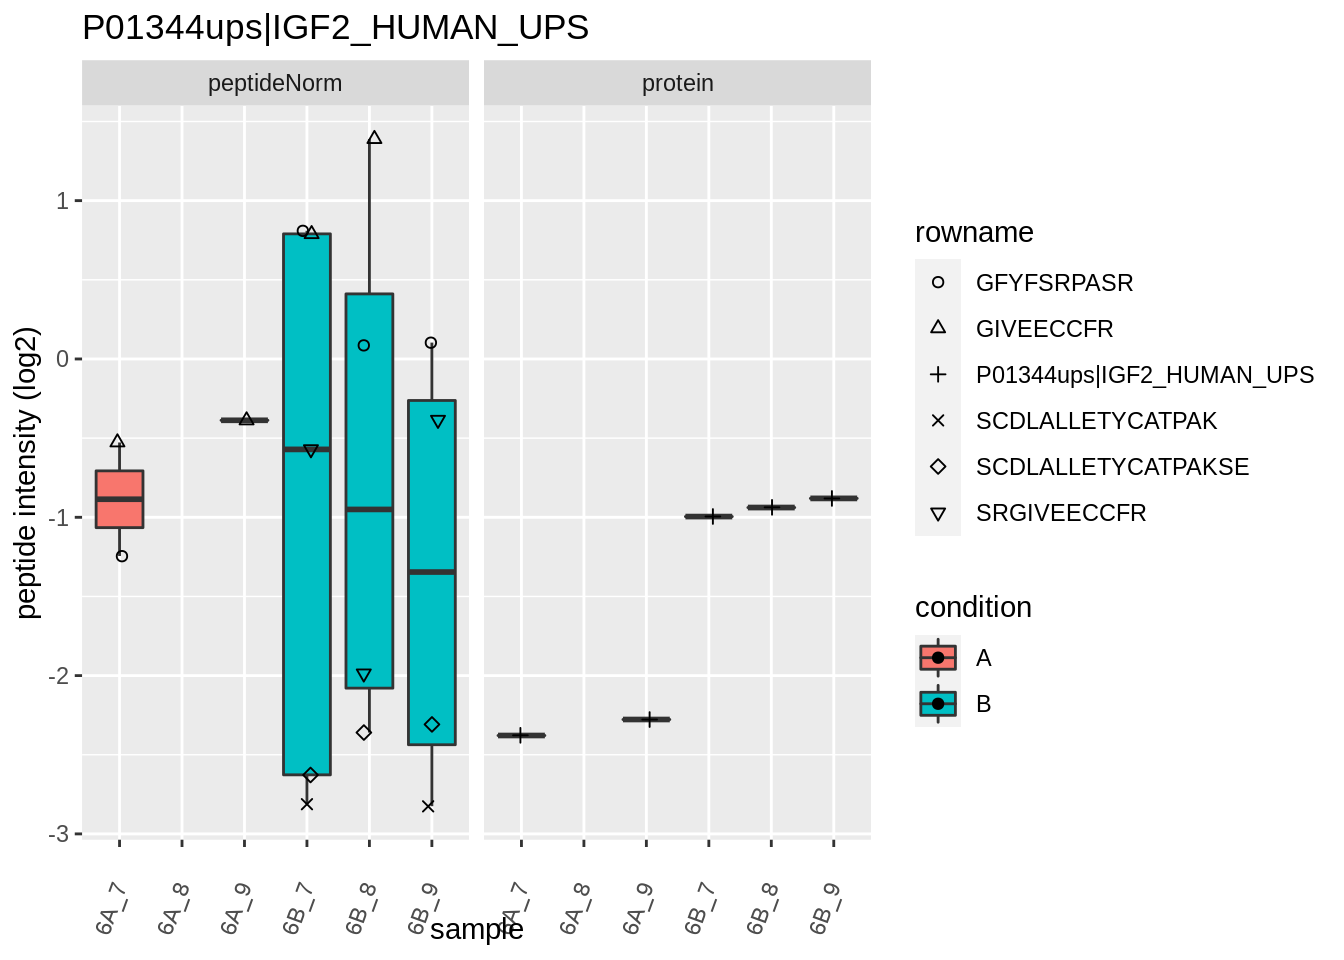 P01344ups|IGF2_HUMAN_UPS
peptideNorm
protein
peptide intensity (log2)
1
0
-1
-2
-3
6A_7
6A_8
6A_9
6B_7
6B_8
6B_9
6A_7
6A_8
6A_9
6B_7
6B_8
6B_9
sample
rowname
GFYFSRPASR
GIVEECCFR
P01344ups|IGF2_HUMAN_UPS
SCDLALLETYCATPAK
SCDLALLETYCATPAKSE
SRGIVEECCFR
condition
A
B